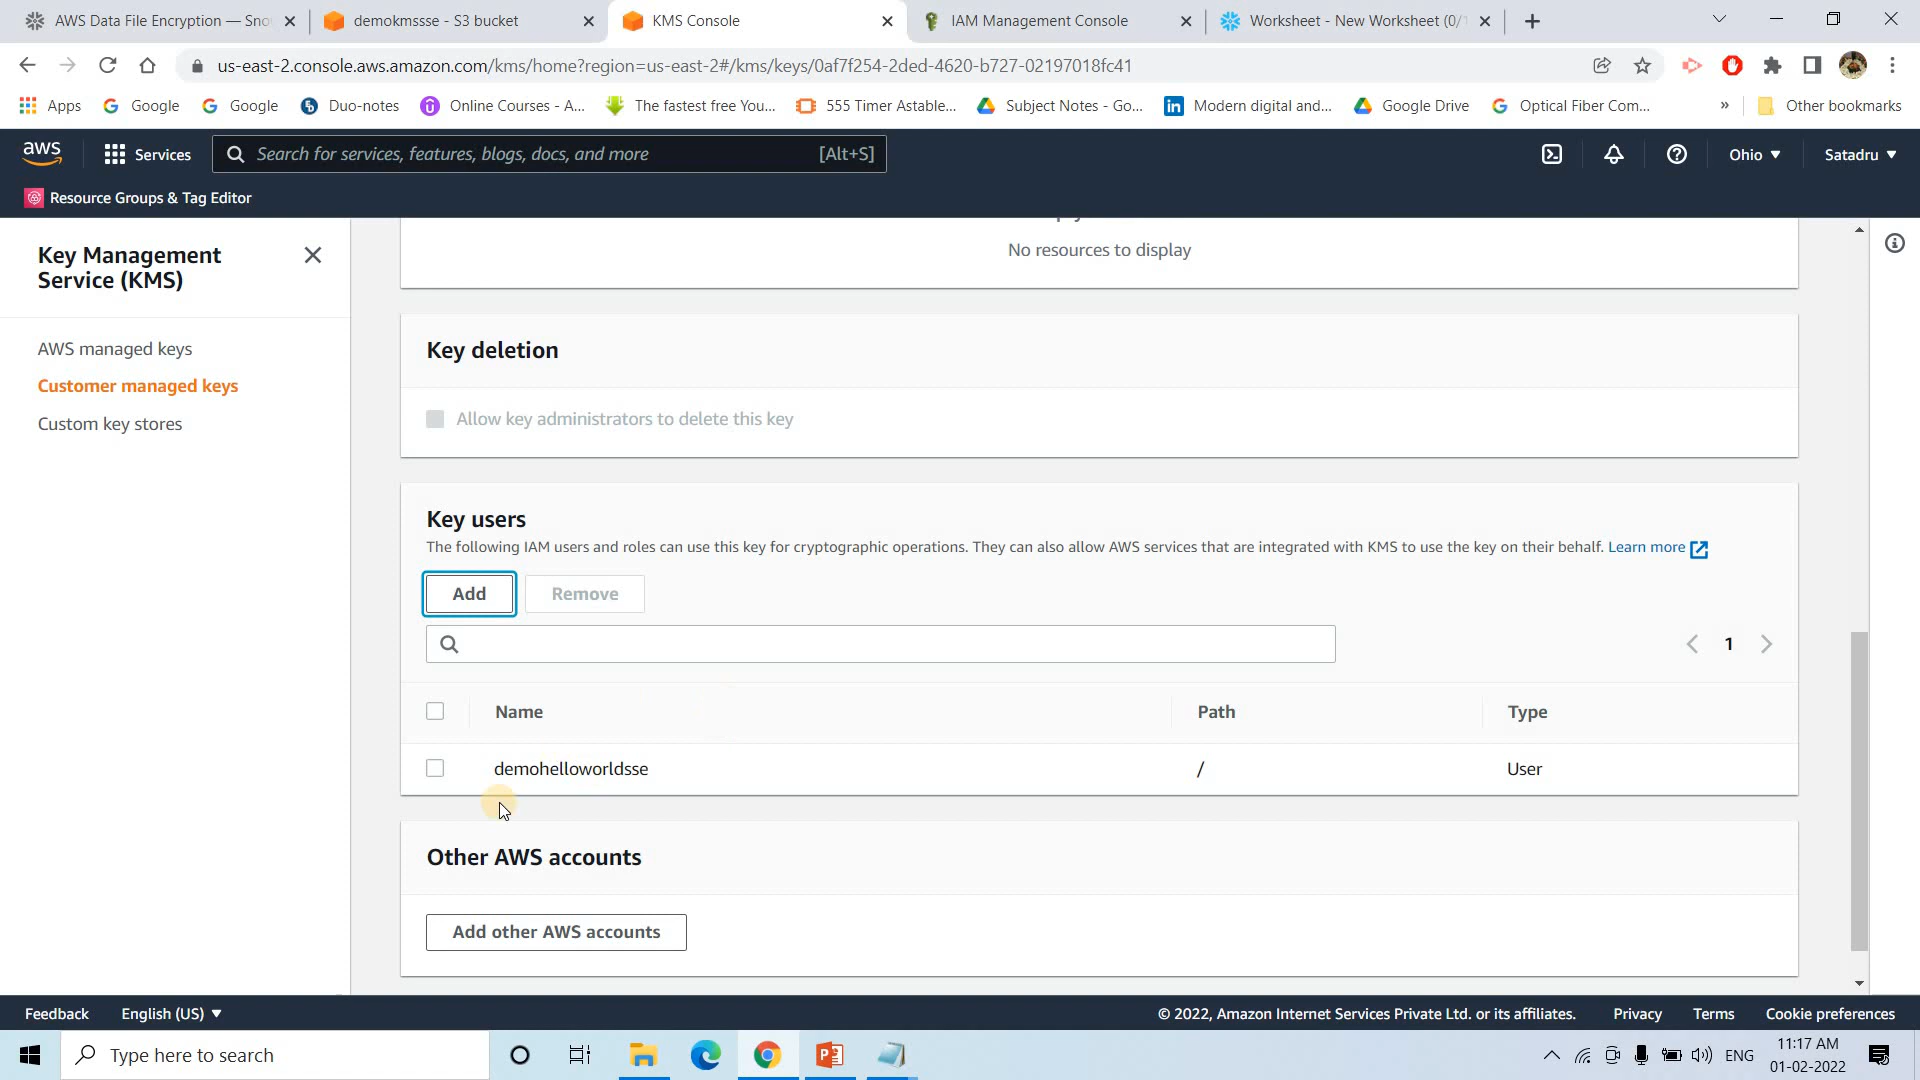 AWS Data File Encryption — Sno
demokmssse - S3 bucket
KMS Console
IAM Management Console
Worksheet - New Worksheet (0/1
us-east-2.console.aws.amazon.com/kms/home?region=us-east-2#/kms/keys/0af7f254-2ded-4620-b727-02197018fc41
Apps
Google
Google
Duo-notes
Online Courses - A...
The fastest free You...
555 Timer Astable...
Subject Notes - Go...
Modern digital and...
Google Drive
Optical Fiber Com...
»
Other bookmarks
aws
Services
Search for services, features, blogs, docs, and more
[Alt+S]
Ohio
Satadru
Resource Groups & Tag Editor
Key Management
Service (KMS)
AWS managed keys
Customer managed keys
Custom key stores
No resources to display
Key deletion
Allow key administrators to delete this key
Key users
The following IAM users and roles can use this key for cryptographic operations. They can also allow AWS services that are integrated with KMS to use the key on their behalf. Learn more
Add
Remove
1
Name
Path
Type
demohelloworldsse
/
User
Other AWS accounts
Add other AWS accounts
Feedback
English (US)
© 2022, Amazon Internet Services Private Ltd. or its affiliates.
Privacy
Terms
Cookie preferences
Type here to search
ENG
11:17 AM
01-02-2022